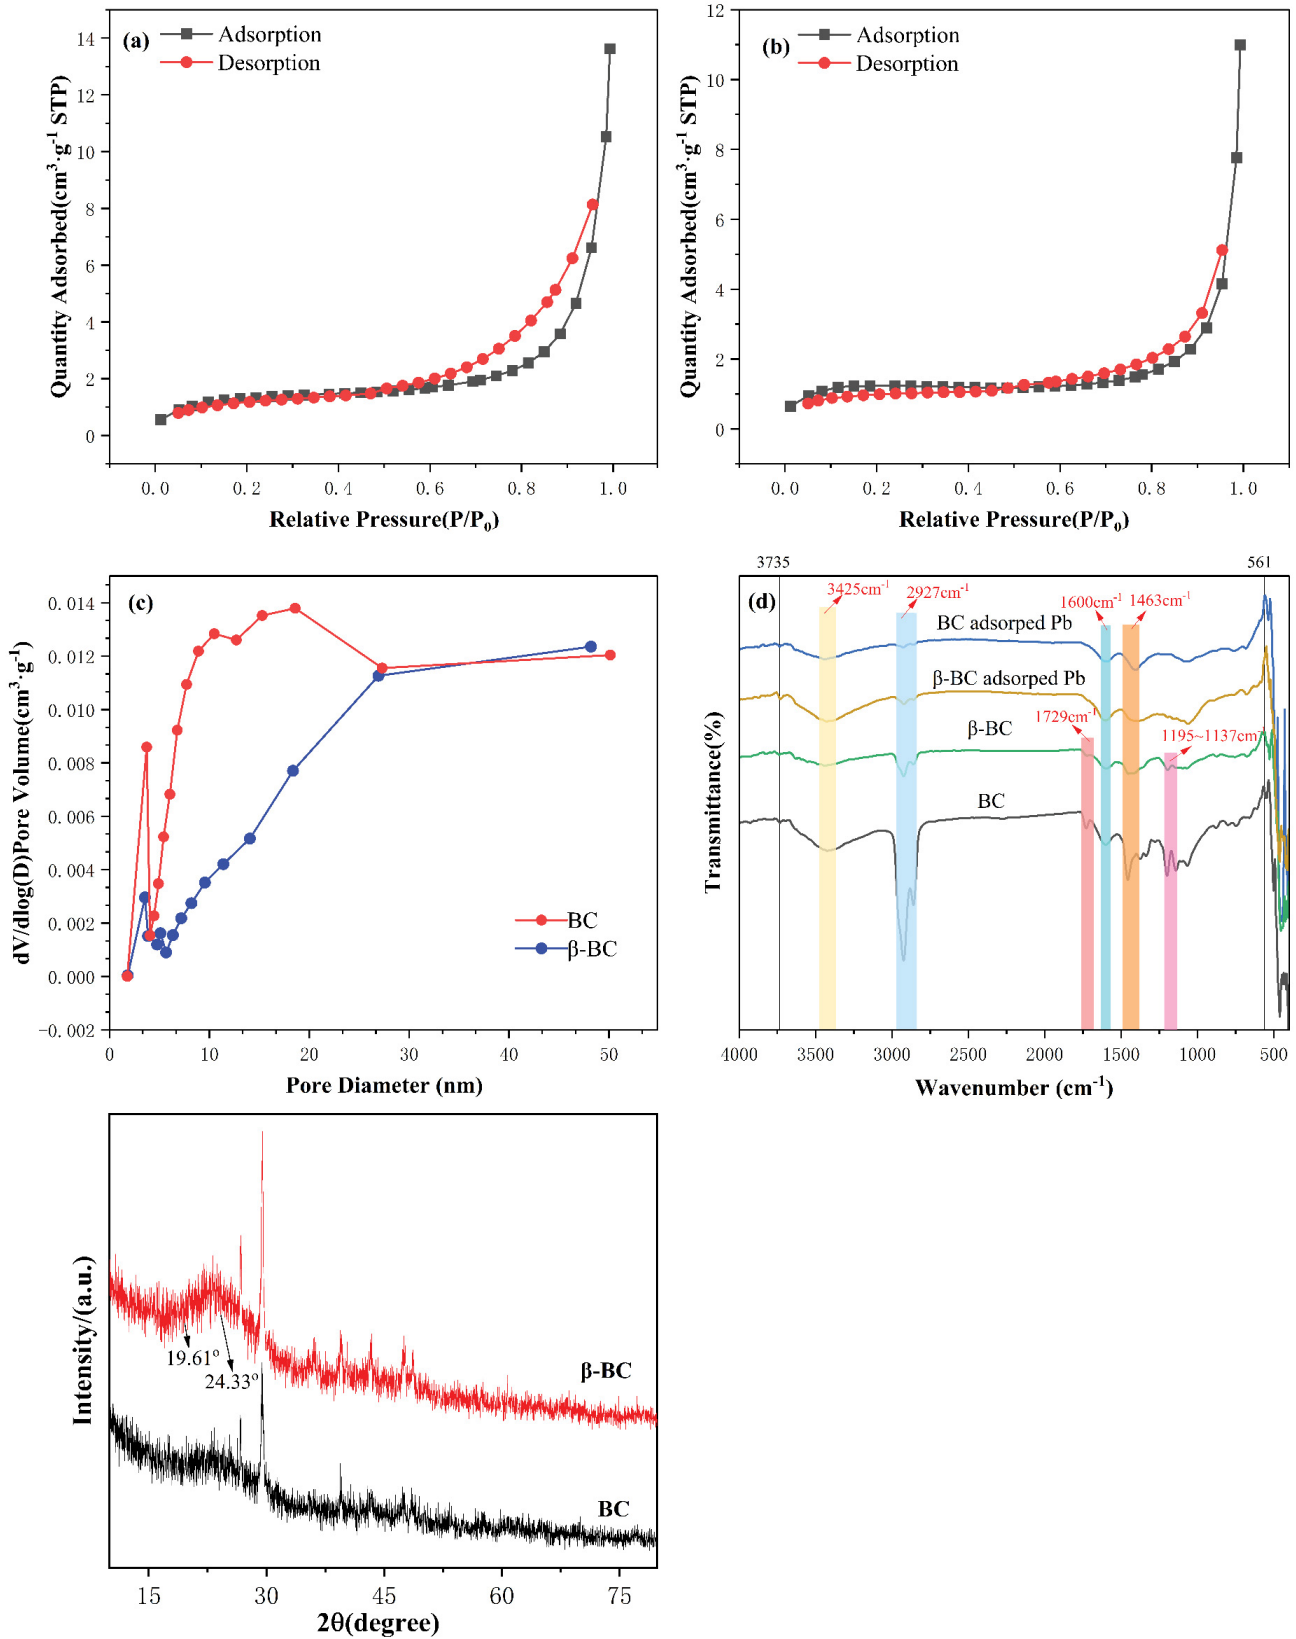 (a)
Adsorption
Desorption
Quantity Adsorbed(cm³·g⁻¹ STP)
14
12
10
8
6
4
2
0
0.0 0.2 0.4 0.6 0.8 1.0
Relative Pressure(P/P₀)
(b)
Adsorption
Desorption
Quantity Adsorbed(cm³·g⁻¹ STP)
12
10
8
6
4
2
0
0.0 0.2 0.4 0.6 0.8 1.0
Relative Pressure(P/P₀)
(c)
dV/dlog(D)Pore Volume(cm³·g⁻¹)
0.014
0.012
0.010
0.008
0.006
0.004
0.002
0.000
-0.002
BC
β-BC
0 10 20 30 40 50
Pore Diameter (nm)
3735 561
(d)
3425cm⁻¹ 2927cm⁻¹ 1600cm⁻¹ 1463cm⁻¹
BC adsorped Pb
β-BC adsorped Pb
1729cm⁻¹
β-BC
1195~1137cm⁻
BC
Transmittance(%)
4000 3500 3000 2500 2000 1500 1000 500
Wavenumber (cm⁻¹)
Intensity/(a.u.)
19.61°
24.33°
β-BC
BC
15 30 45 60 75
2θ(degree)